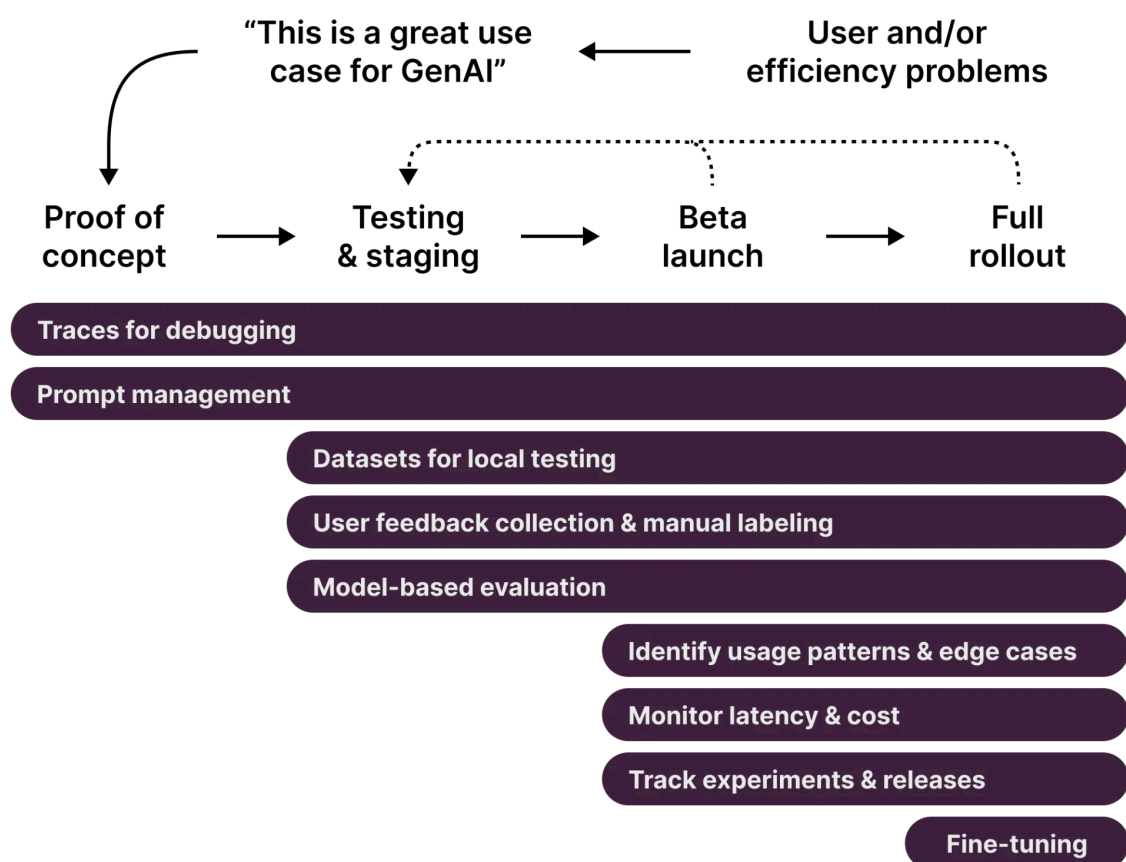 “This is a great use
case for GenAI”
User and/or
efficiency problems
Proof of
concept
Testing
& staging
Beta
launch
Full
rollout
Traces for debugging
Prompt management
Datasets for local testing
User feedback collection & manual labeling
Model-based evaluation
Identify usage patterns & edge cases
Monitor latency & cost
Track experiments & releases
Fine-tuning